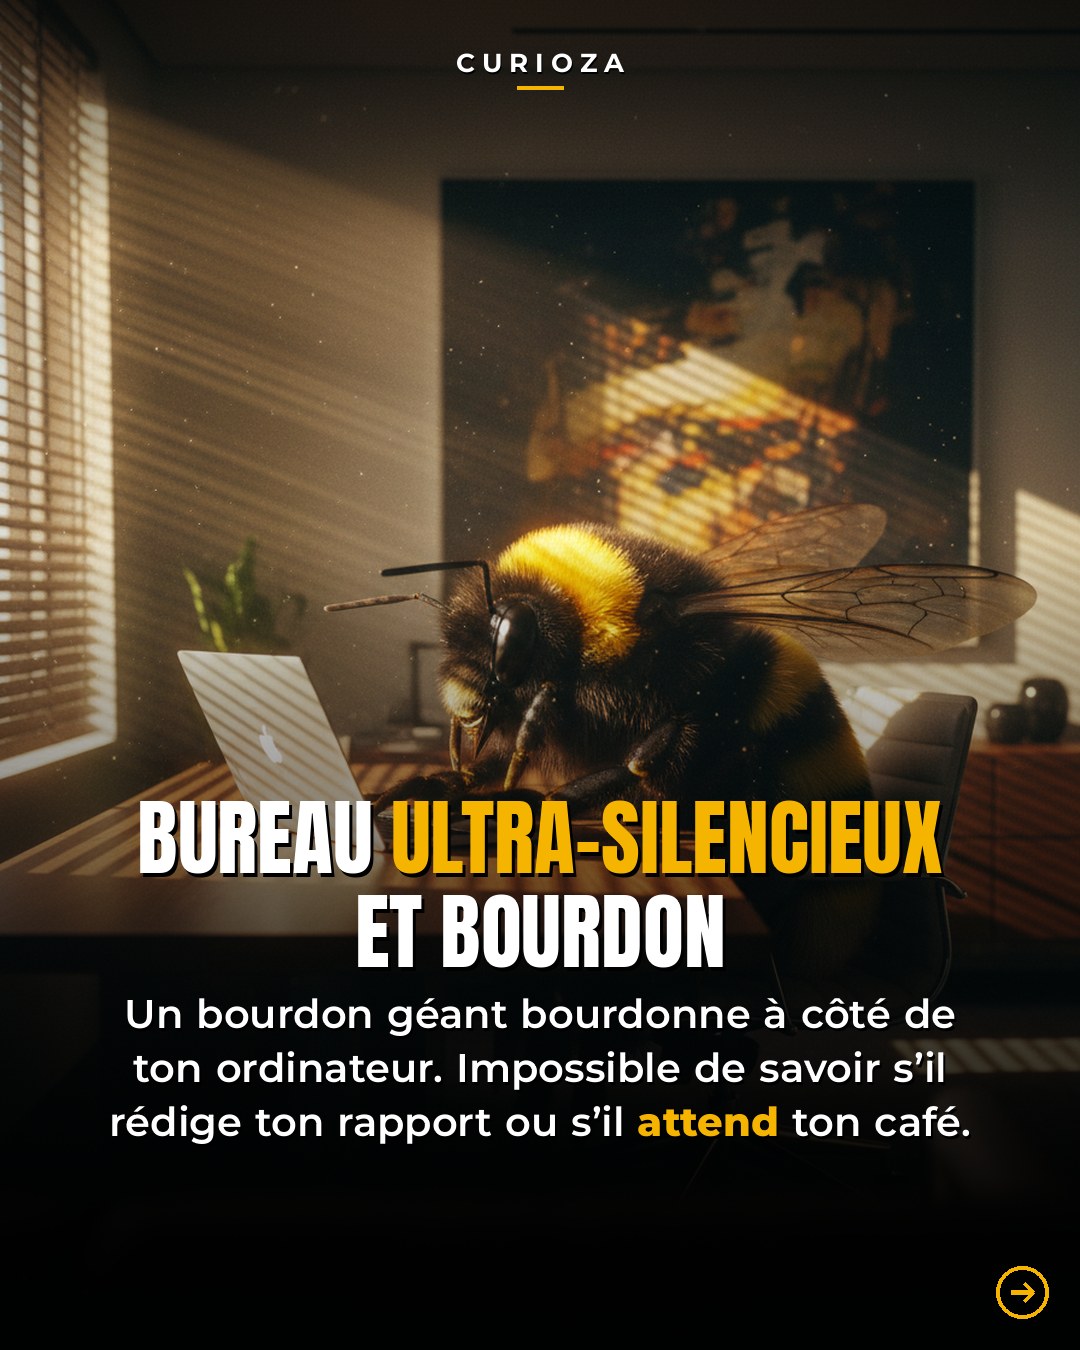 CURIOZA
BUREAU ULTRA-SILENCIEUX
ET BOURDON
Un bourdon géant bourdonne à côté de
ton ordinateur. Impossible de savoir s’il
rédige ton rapport ou s’il attend ton café.